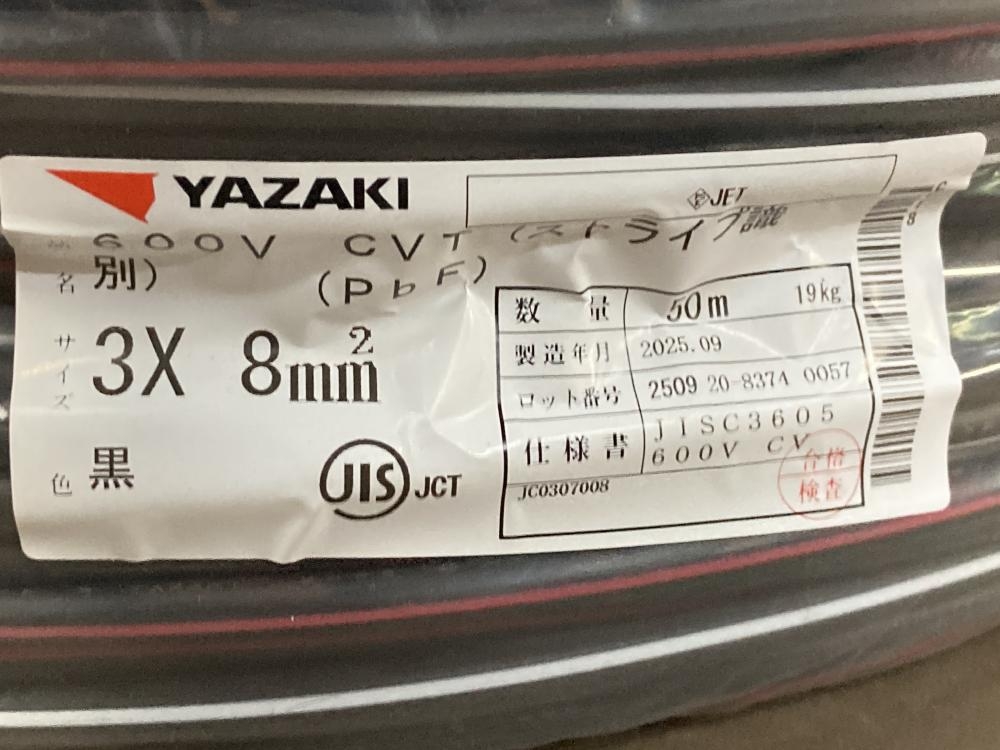 YAZAKI
JET
品名 600V CVT (ストライプ識
別) (PbF)
サイズ 3X 8mm²
色 黒
JIS JCT
数量 50m 19kg
製造年月 2025.09
ロット番号 2509 20-8374 0057
仕様書 JISC3605
600V CV
JC0307008
合格
検査